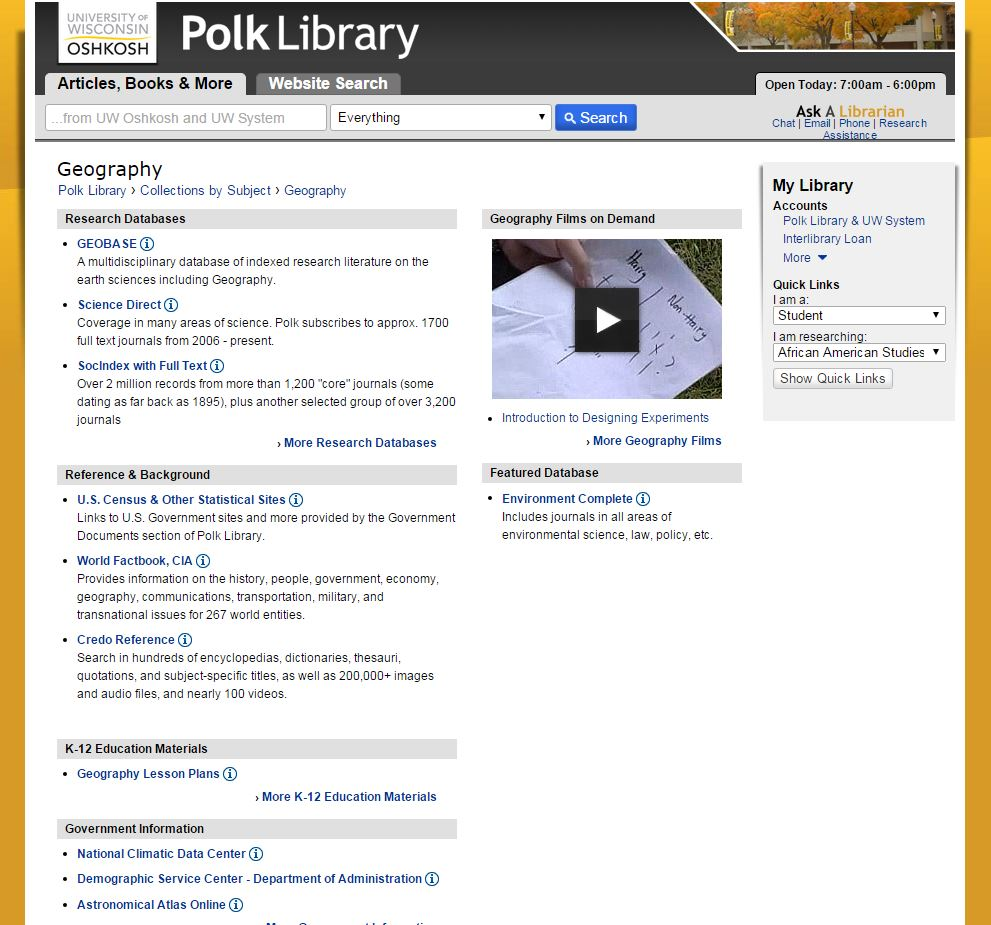 UNIVERSITY OF
WISCONSIN
OSHKOSH
Polk Library
Articles, Books & More
Website Search
Open Today: 7:00am - 6:00pm
...from UW Oshkosh and UW System
Everything
Search
Ask A Librarian
Chat | Email | Phone | Research
Assistance
Geography
Polk Library › Collections by Subject › Geography
Research Databases
GEOBASE
A multidisciplinary database of indexed research literature on the
earth sciences including Geography.
Science Direct
Coverage in many areas of science. Polk subscribes to approx. 1700
full text journals from 2006 - present.
SocIndex with Full Text
Over 2 million records from more than 1,200 "core" journals (some
dating as far back as 1895), plus another selected group of over 3,200
journals
› More Research Databases
Reference & Background
U.S. Census & Other Statistical Sites
Links to U.S. Government sites and more provided by the Government
Documents section of Polk Library.
World Factbook, CIA
Provides information on the history, people, government, economy,
geography, communications, transportation, military, and
transnational issues for 267 world entities.
Credo Reference
Search in hundreds of encyclopedias, dictionaries, thesauri,
quotations, and subject-specific titles, as well as 200,000+ images
and audio files, and nearly 100 videos.
K-12 Education Materials
Geography Lesson Plans
› More K-12 Education Materials
Government Information
National Climatic Data Center
Demographic Service Center - Department of Administration
Astronomical Atlas Online
Geography Films on Demand
Hairy
Non Hairy
Introduction to Designing Experiments
› More Geography Films
Featured Database
Environment Complete
Includes journals in all areas of
environmental science, law, policy, etc.
My Library
Accounts
Polk Library & UW System
Interlibrary Loan
More
Quick Links
I am a:
Student
I am researching:
African American Studies
Show Quick Links